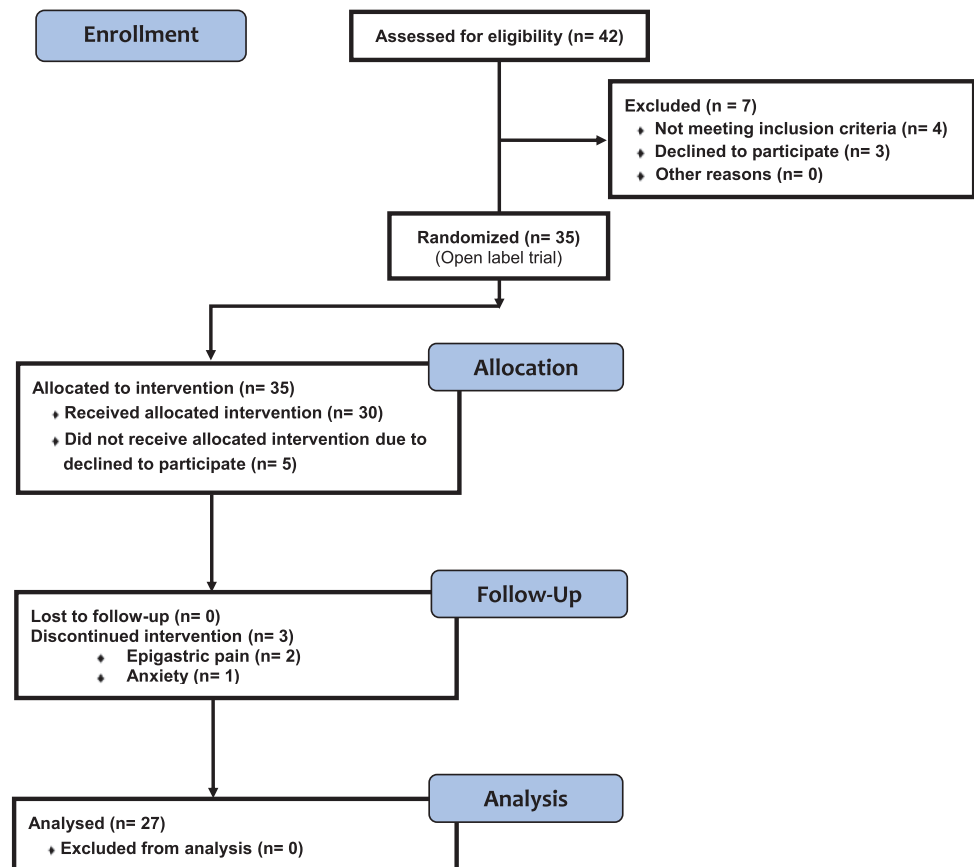 Enrollment
Assessed for eligibility (n= 42)
Excluded (n = 7)
♦ Not meeting inclusion criteria (n= 4)
♦ Declined to participate (n= 3)
♦ Other reasons (n= 0)
Randomized (n= 35)
(Open label trial)
Allocation
Allocated to intervention (n= 35)
♦ Received allocated intervention (n= 30)
♦ Did not receive allocated intervention due to
declined to participate (n= 5)
Follow-Up
Lost to follow-up (n= 0)
Discontinued intervention (n= 3)
♦ Epigastric pain (n= 2)
♦ Anxiety (n= 1)
Analysis
Analysed (n= 27)
♦ Excluded from analysis (n= 0)